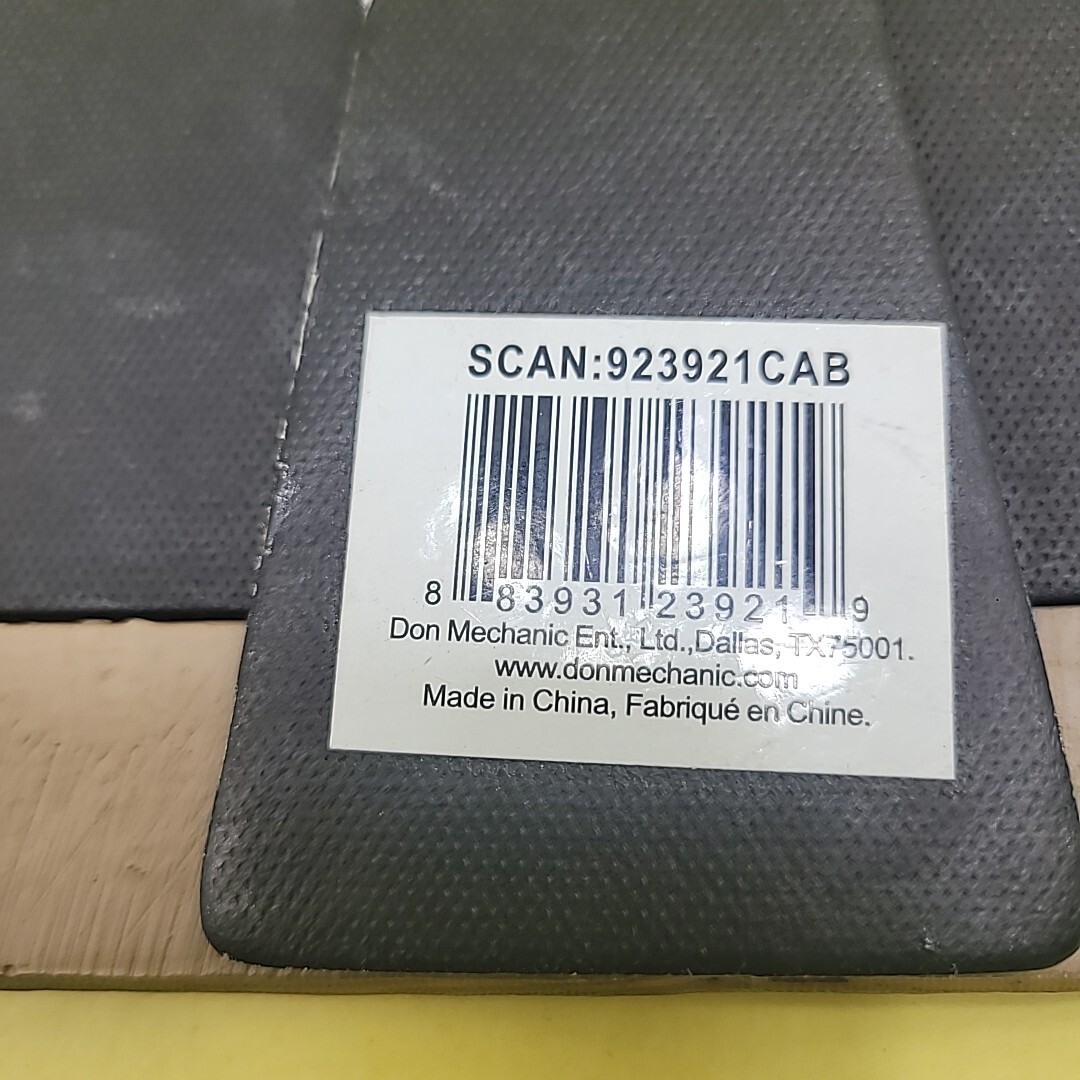 SCAN:923921CAB
8 83931 23921 9
Don Mechanic Ent., Ltd.,Dallas, TX75001.
www.donmechanic.com
Made in China, Fabriqué en Chine.